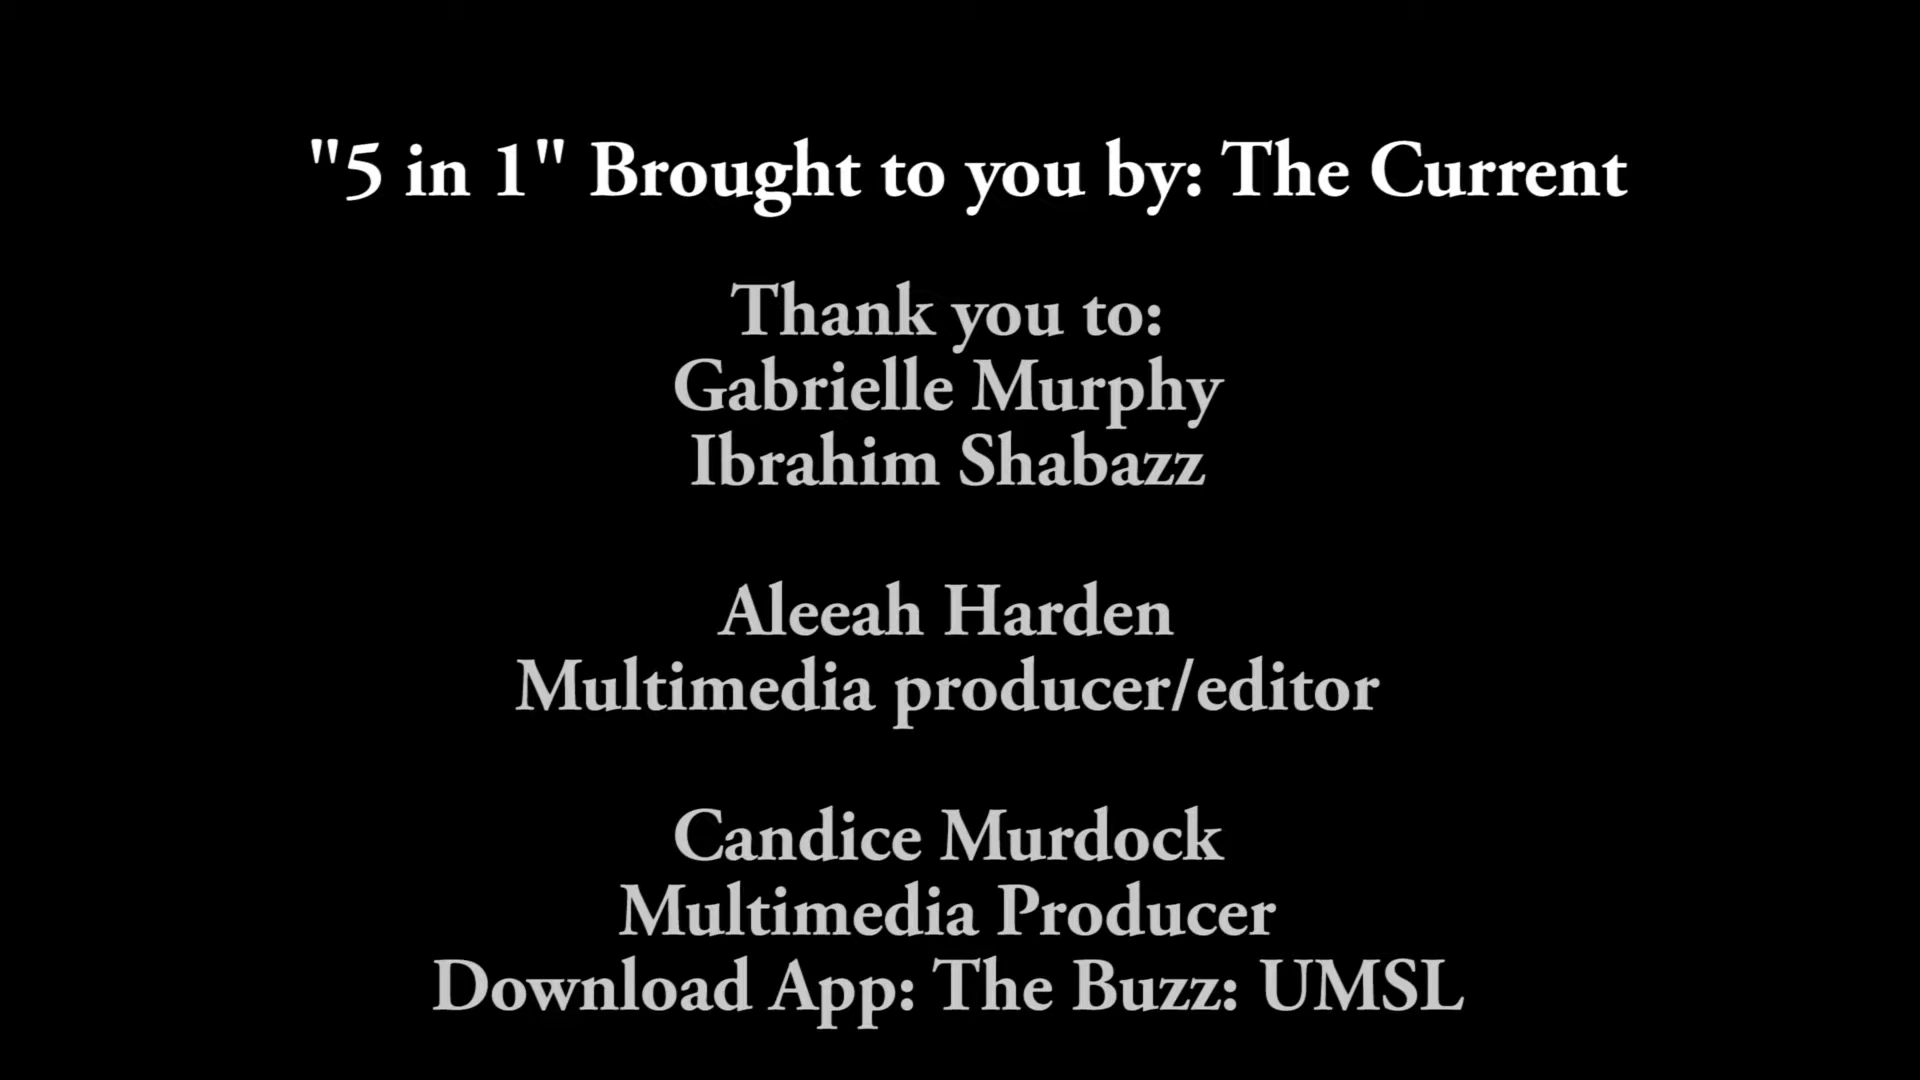 "5 in 1" Brought to you by: The Current
Thank you to:
Gabrielle Murphy
Ibrahim Shabazz
Aleeah Harden
Multimedia producer/editor
Candice Murdock
Multimedia Producer
Download App: The Buzz: UMSL